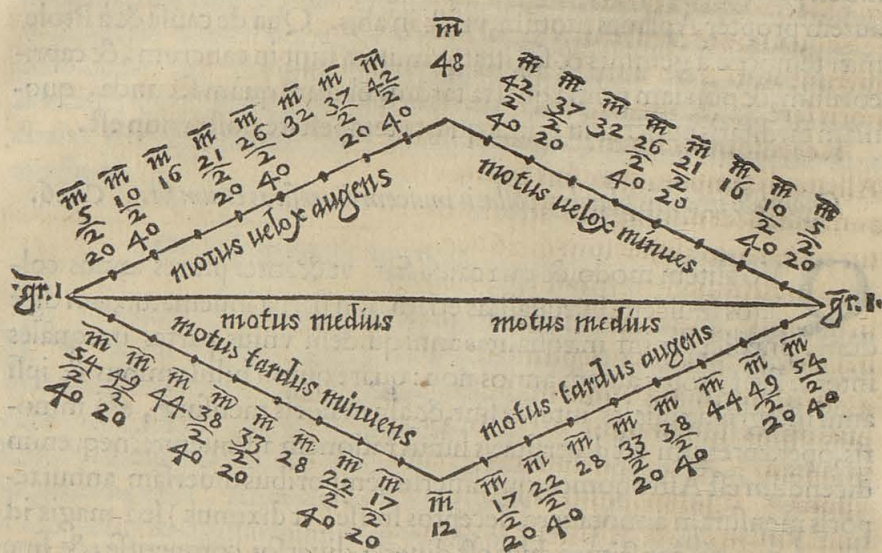 m̄ 5 2̄ 20
m̄ 10 2̄ 40
m̄ 16
m̄ 21 2̄ 20
m̄ 26 2̄ 40
m̄ 32
m̄ 37 2̄ 20
m̄ 42 2̄ 40
m̄ 48
m̄ 42 2̄ 40
m̄ 37 2̄ 20
m̄ 32
m̄ 26 2̄ 40
m̄ 21 2̄ 20
m̄ 16
m̄ 10 2̄ 40
m̄ 5 2̄ 20
motus uelox augens
motus uelox minues
gr. 1
motus medius
motus medius
gr. 1.
motus tardus minuens
motus tardus augens
m̄ 54 2̄ 40
m̄ 49 2̄ 20
m̄ 44
m̄ 38 2̄ 40
m̄ 33 2̄ 20
m̄ 28
m̄ 22 2̄ 40
m̄ 17 2̄ 20
m̄ 12
m̄ 17 2̄ 20
m̄ 22 2̄ 40
m̄ 28
m̄ 33 2̄ 20
m̄ 38 2̄ 40
m̄ 44
m̄ 49 2̄ 20
m̄ 54 2̄ 40